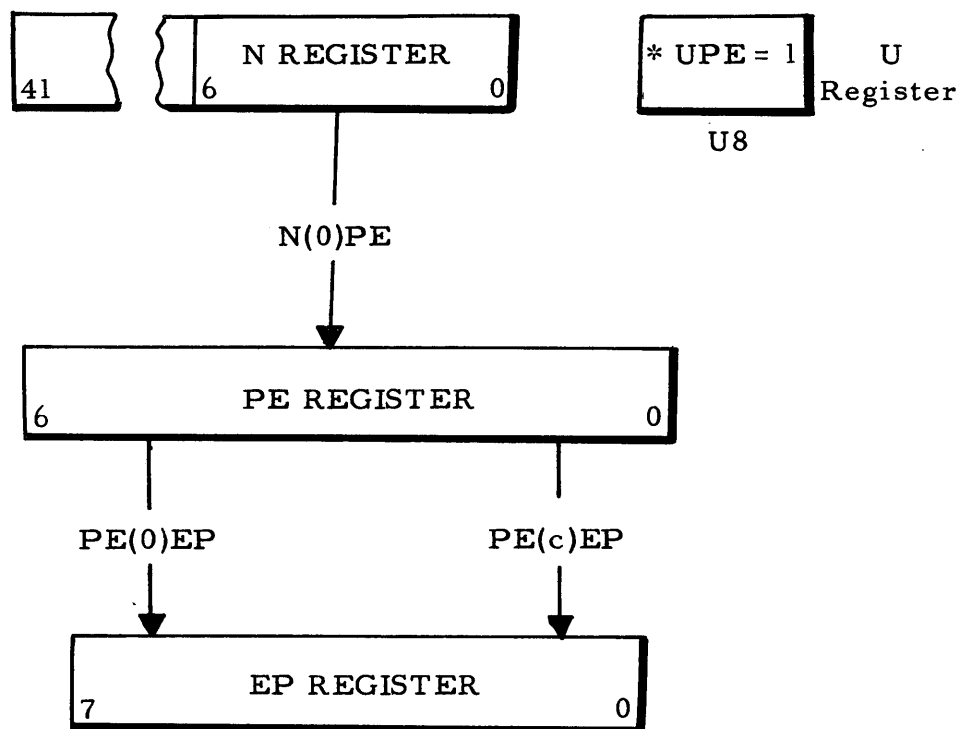 N REGISTER
41
6
0
* UPE = 1
U
Register
U8
N(0)PE
PE REGISTER
6
0
PE(0)EP
PE(c)EP
EP REGISTER
7
0